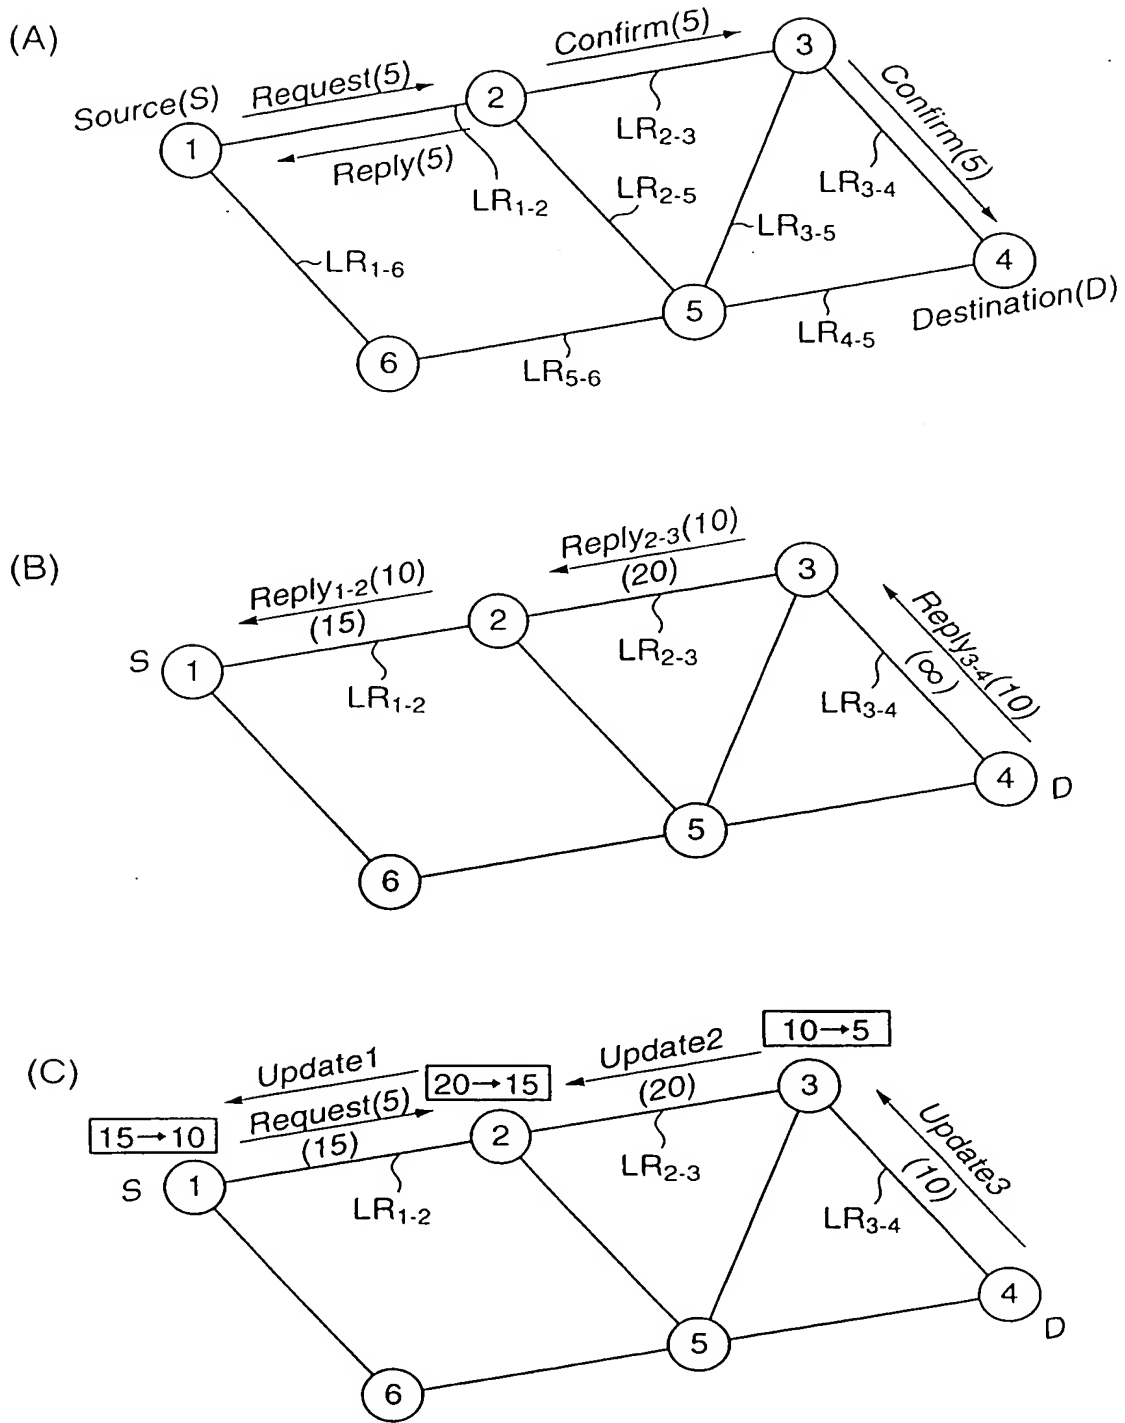 (A)
Source(S)
Request(5)
Reply(5)
Confirm(5)
Confirm(5)
1
2
3
4
5
6
LR1-2
LR2-3
LR2-5
LR3-4
LR3-5
LR1-6
LR4-5
LR5-6
Destination(D)
(B)
Reply1-2(10)
(15)
Reply2-3(10)
(20)
Reply3-4(10)
(∞)
S
1
2
3
4
5
6
D
LR1-2
LR2-3
LR3-4
(C)
Update1
Request(5)
(15)
Update2
(20)
Update3
(10)
15→10
20→15
10→5
S
1
2
3
4
5
6
D
LR1-2
LR2-3
LR3-4